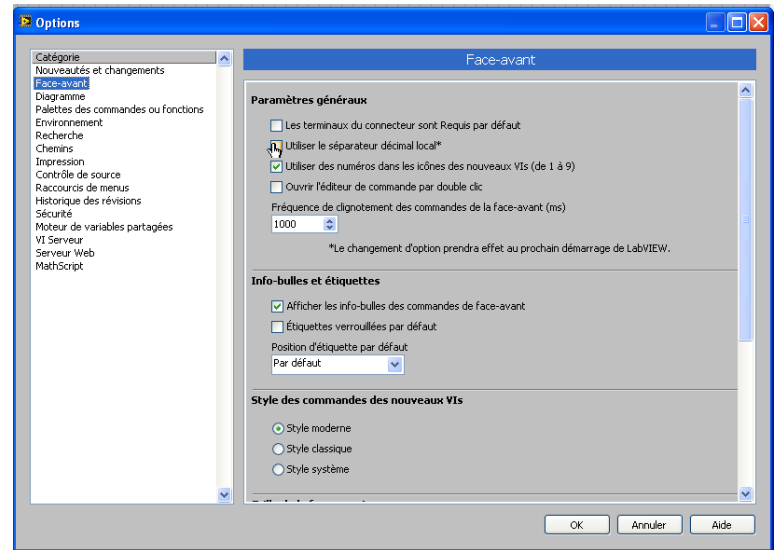 Options
Catégorie
Nouveautés et changements
Face-avant
Diagramme
Palettes des commandes ou fonctions
Environnement
Recherche
Chemins
Impression
Contrôle de source
Raccourcis de menus
Historique des révisions
Sécurité
Moteur de variables partagées
VI Serveur
Serveur Web
MathScript
Face-avant
Paramètres généraux
Les terminaux du connecteur sont Requis par défaut
Utiliser le séparateur décimal local*
Utiliser des numéros dans les icônes des nouveaux VIs (de 1 à 9)
Ouvrir l'éditeur de commande par double clic
Fréquence de clignotement des commandes de la face-avant (ms)
1000
*Le changement d'option prendra effet au prochain démarrage de LabVIEW.
Info-bulles et étiquettes
Afficher les info-bulles des commandes de face-avant
Étiquettes verrouillées par défaut
Position d'étiquette par défaut
Par défaut
Style des commandes des nouveaux VIs
Style moderne
Style classique
Style système
OK Annuler Aide